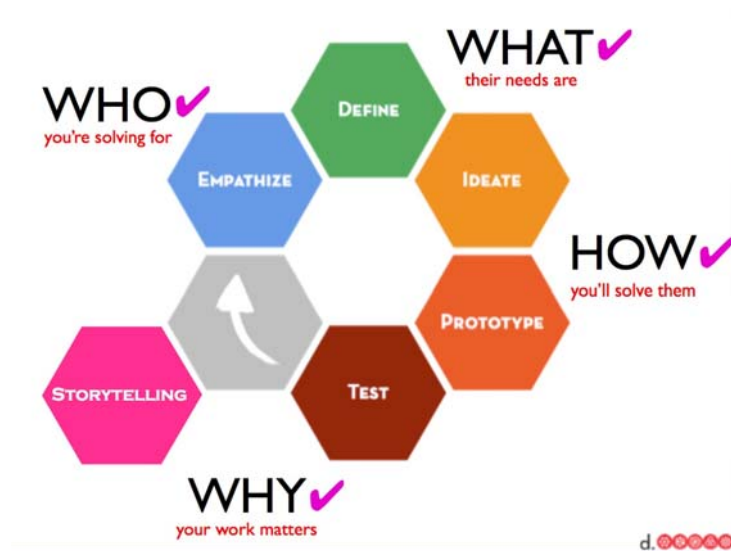 WHAT✔
their needs are
WHO✔
you're solving for
DEFINE
EMPATHIZE
IDEATE
HOW✔
you'll solve them
PROTOTYPE
STORYTELLING
TEST
WHY✔
your work matters
d.